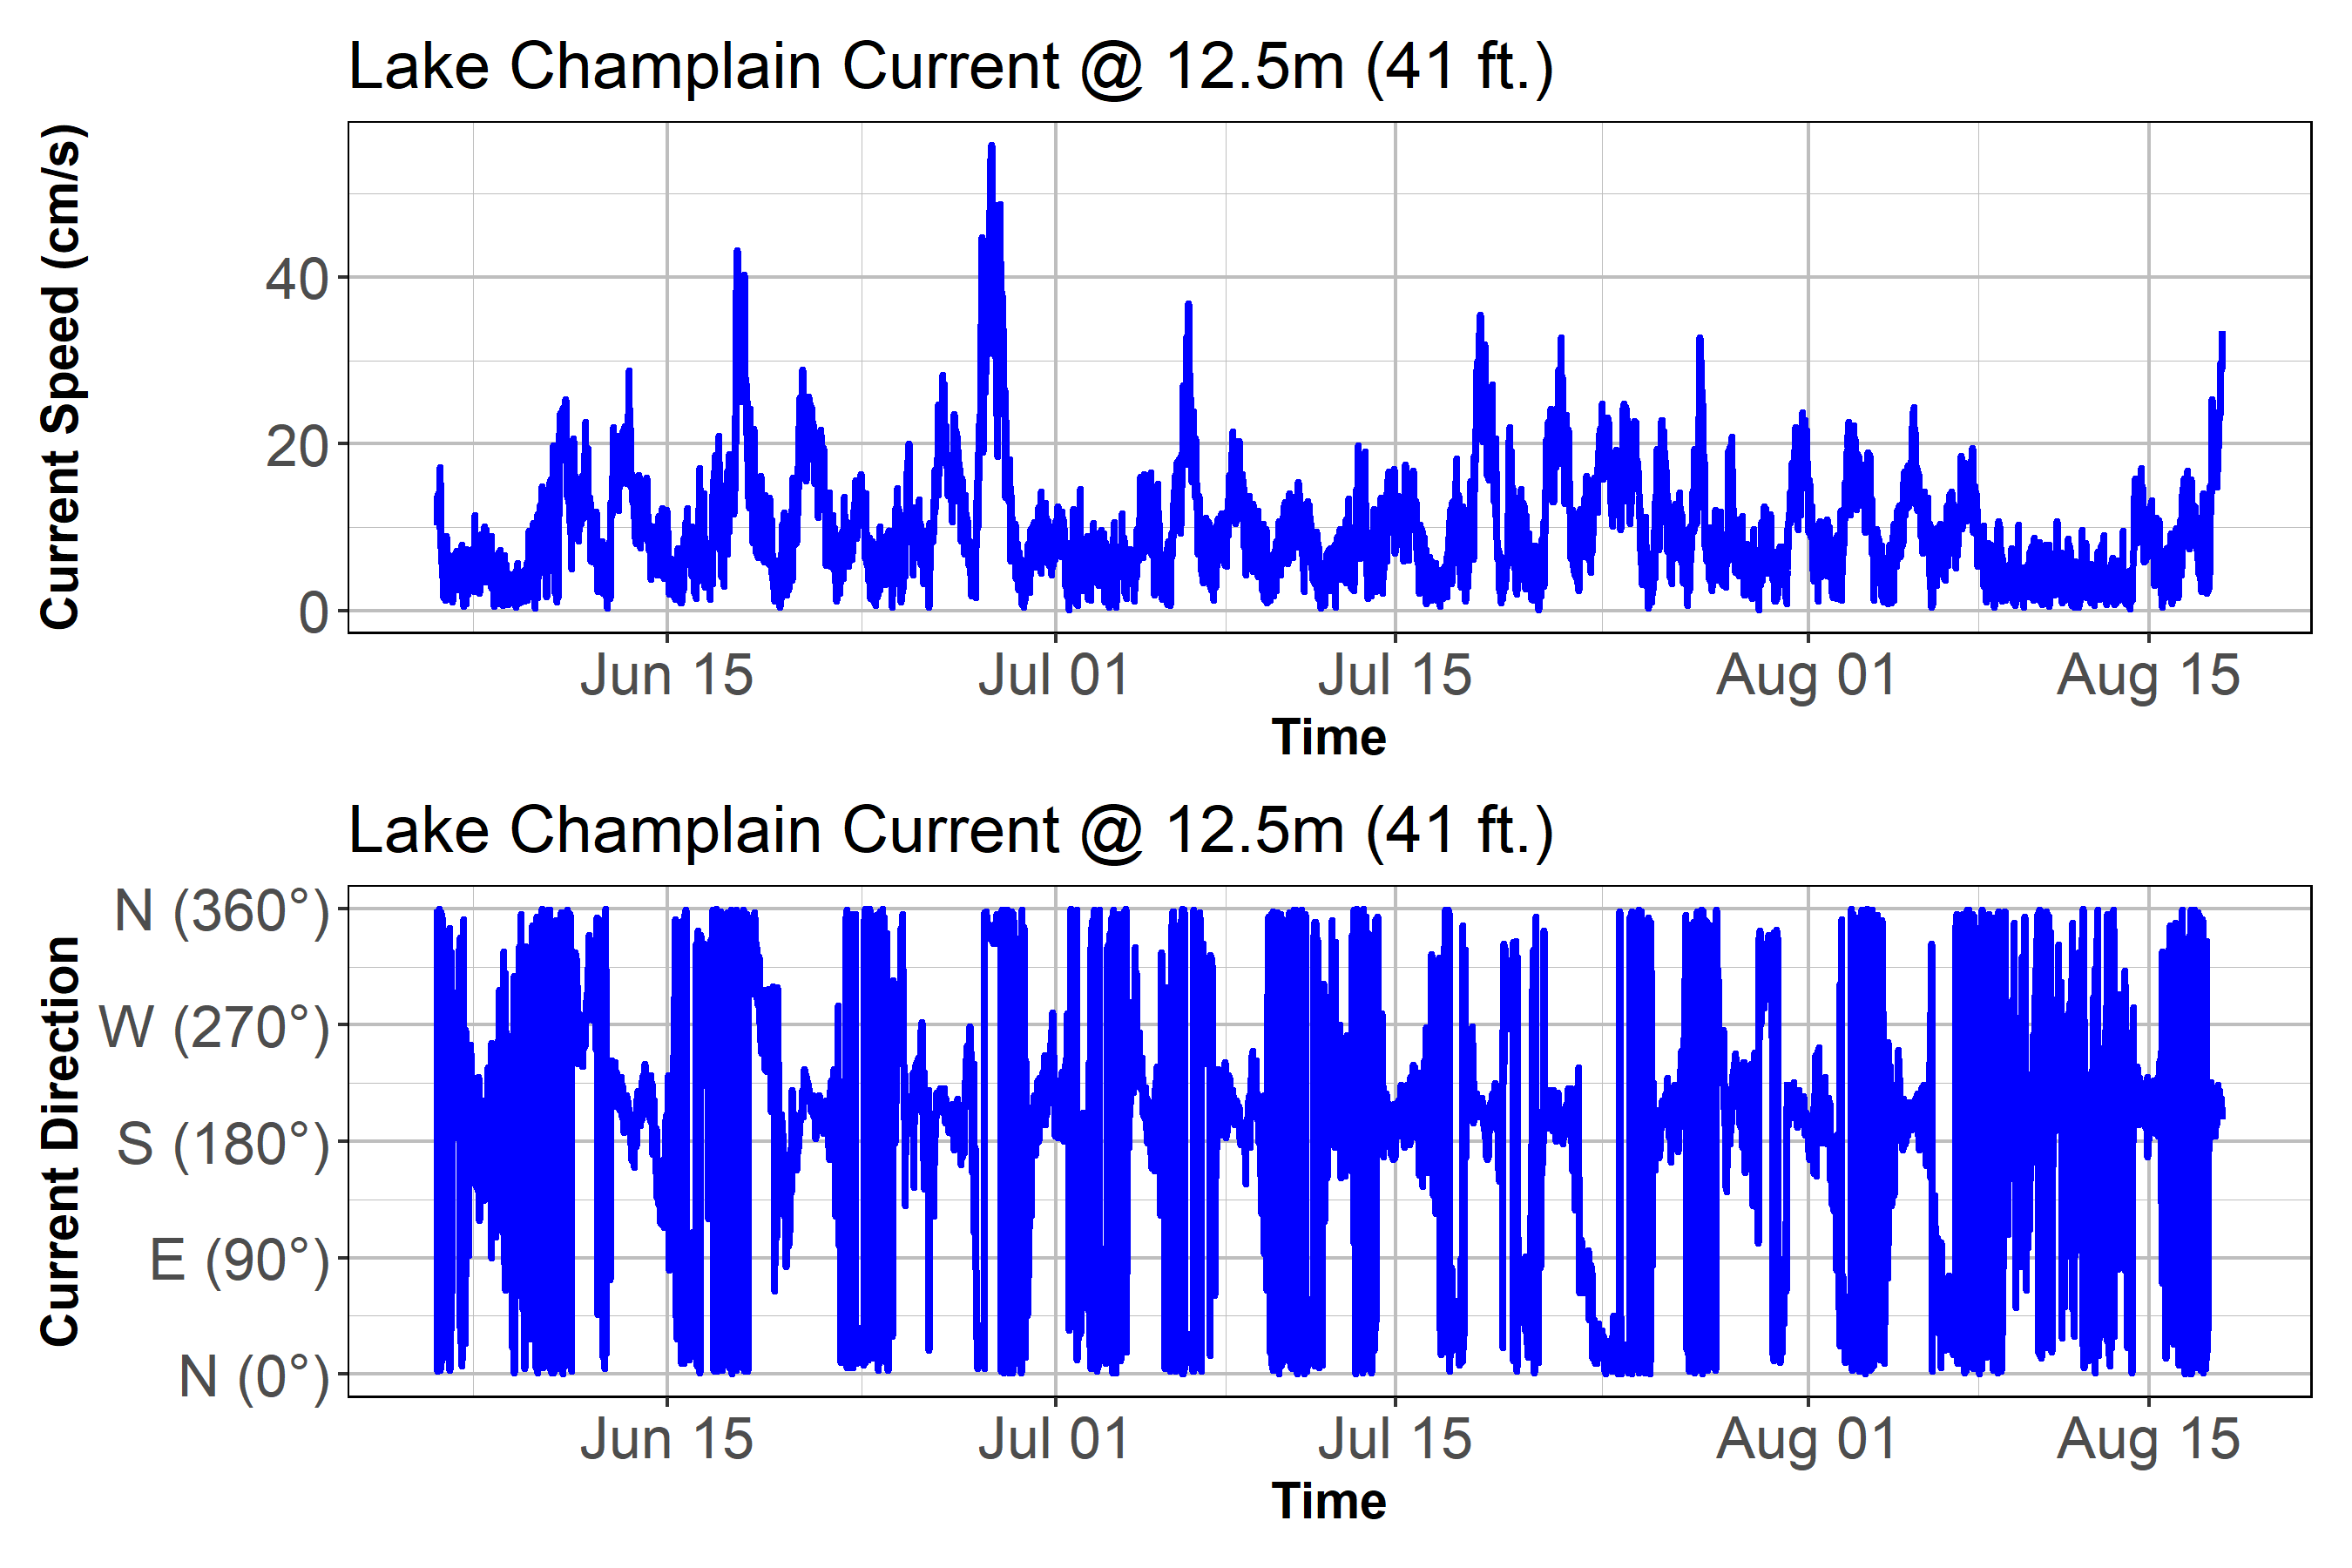 Lake Champlain Current @ 12.5m (41 ft.)
Current Speed (cm/s)
40
20
0
Jun 15 Jul 01 Jul 15 Aug 01 Aug 15
Time
Lake Champlain Current @ 12.5m (41 ft.)
Current Direction
N (360°)
W (270°)
S (180°)
E (90°)
N (0°)
Jun 15 Jul 01 Jul 15 Aug 01 Aug 15
Time